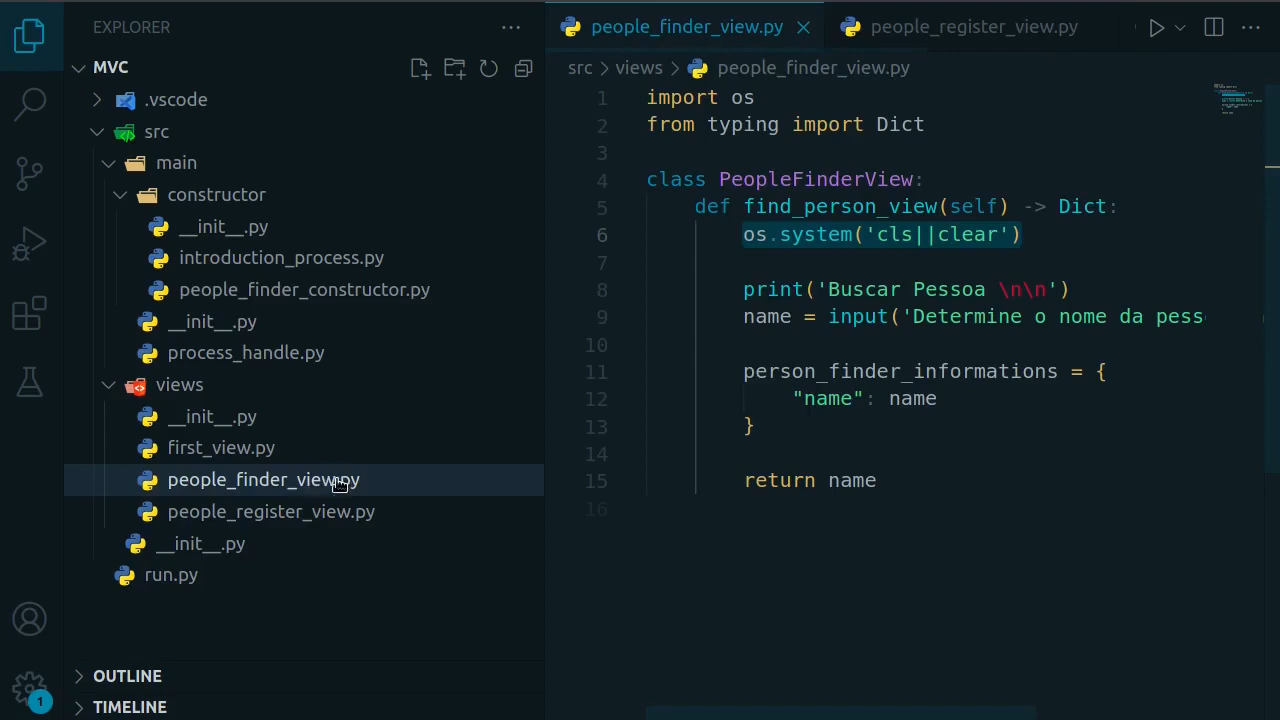 EXPLORER
MVC
.vscode
src
main
constructor
__init__.py
introduction_process.py
people_finder_constructor.py
__init__.py
process_handle.py
views
__init__.py
first_view.py
people_finder_view.py
people_register_view.py
__init__.py
run.py
OUTLINE
TIMELINE
1
people_finder_view.py
people_register_view.py
src > views > people_finder_view.py
1 import os
2 from typing import Dict
3
4 class PeopleFinderView:
5 def find_person_view(self) -> Dict:
6 os.system('cls||clear')
7
8 print('Buscar Pessoa \n\n')
9 name = input('Determine o nome da pess
10
11 person_finder_informations = {
12 "name": name
13 }
14
15 return name
16